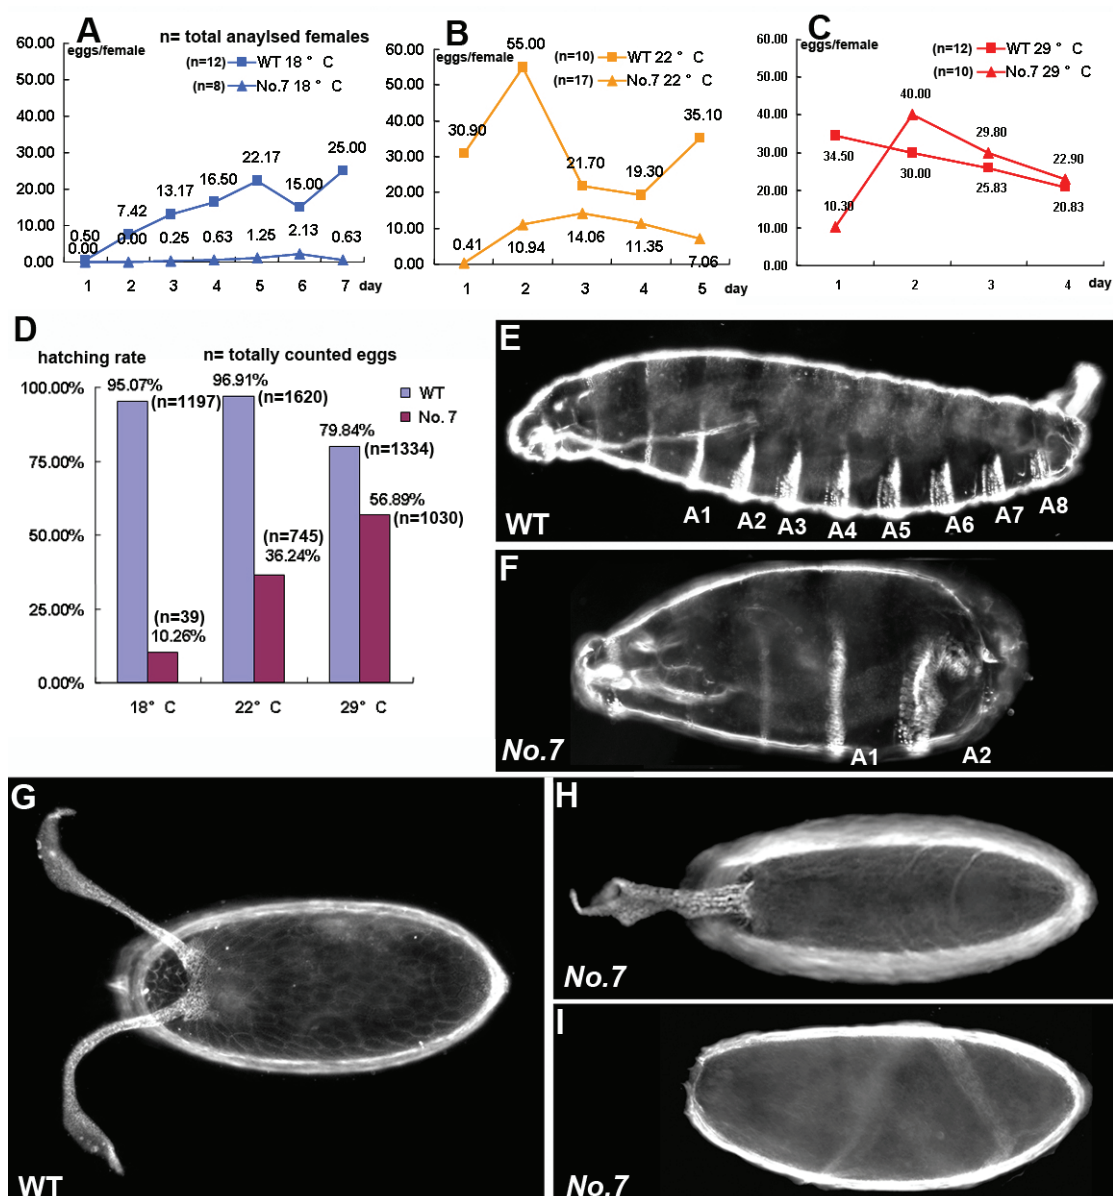 A
n= total anaylsed females
eggs/female
(n=12) WT 18 ° C
(n=8) No.7 18 ° C
60.00
50.00
40.00
30.00
20.00
10.00
0.00
0.50
7.42
13.17
16.50
22.17
15.00
25.00
0.00
0.00
0.25
0.63
1.25
2.13
0.63
1 2 3 4 5 6 7 day
B
eggs/female
(n=10) WT 22 ° C
(n=17) No.7 22 ° C
60.00
50.00
40.00
30.00
20.00
10.00
0.00
30.90
55.00
21.70
19.30
35.10
0.41
10.94
14.06
11.35
7.06
1 2 3 4 5 day
C
eggs/female
(n=12) WT 29 ° C
(n=10) No.7 29 ° C
60.00
50.00
40.00
30.00
20.00
10.00
0.00
40.00
29.80
22.90
34.50
30.00
25.83
20.83
10.30
1 2 3 4 day
D
hatching rate
n= totally counted eggs
WT
No. 7
100.00%
75.00%
50.00%
25.00%
0.00%
95.07%
(n=1197)
96.91%
(n=1620)
79.84%
(n=1334)
56.89%
(n=1030)
(n=745)
36.24%
(n=39)
10.26%
18° C 22° C 29° C
E
WT
A1 A2 A3 A4 A5 A6 A7 A8
F
No.7
A1 A2
G
WT
H
No.7
I
No.7